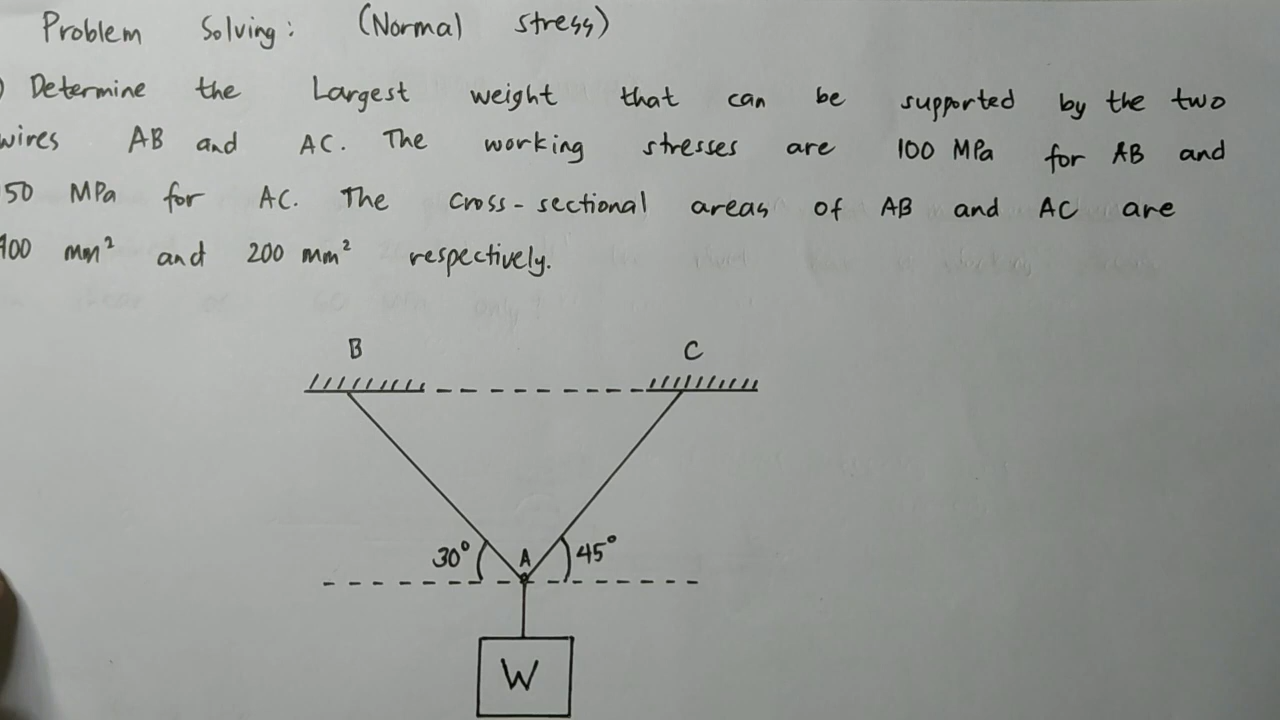 Problem Solving: (Normal stress)
) Determine the Largest weight that can be supported by the two
wires AB and AC. The working stresses are 100 MPa for AB and
50 MPa for AC. The cross-sectional areas of AB and AC are
400 mm² and 200 mm² respectively.
B C
30° A 45°
W